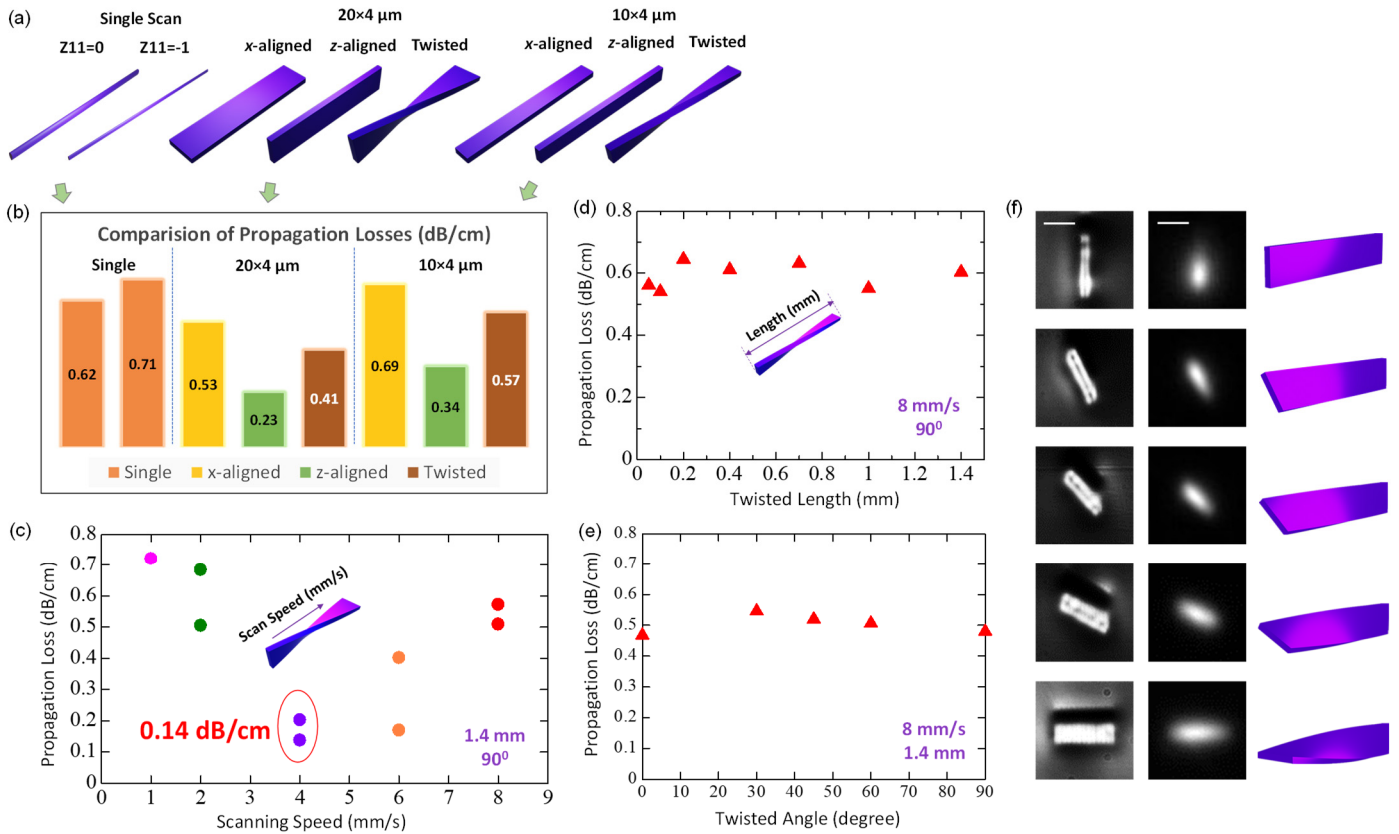 (a)
Single Scan
Z11=0
Z11=-1
20×4 µm
x-aligned
z-aligned
Twisted
10×4 µm
x-aligned
z-aligned
Twisted
(b)
Comparision of Propagation Losses (dB/cm)
Single
20×4 µm
10×4 µm
0.62
0.71
0.53
0.23
0.41
0.69
0.34
0.57
Single
x-aligned
z-aligned
Twisted
(c)
Propagation Loss (dB/cm)
0.8
0.7
0.6
0.5
0.4
0.3
0.2
0.1
0
Scan Speed (mm/s)
0.14 dB/cm
1.4 mm
90⁰
0 1 2 3 4 5 6 7 8 9
Scanning Speed (mm/s)
(d)
Propagation Loss (dB/cm)
0.8
0.6
0.4
0.2
0
Length (mm)
8 mm/s
90⁰
0 0.2 0.4 0.6 0.8 1 1.2 1.4
Twisted Length (mm)
(e)
Propagation Loss (dB/cm)
0.8
0.7
0.6
0.5
0.4
0.3
0.2
0.1
0
8 mm/s
1.4 mm
0 10 20 30 40 50 60 70 80 90
Twisted Angle (degree)
(f)